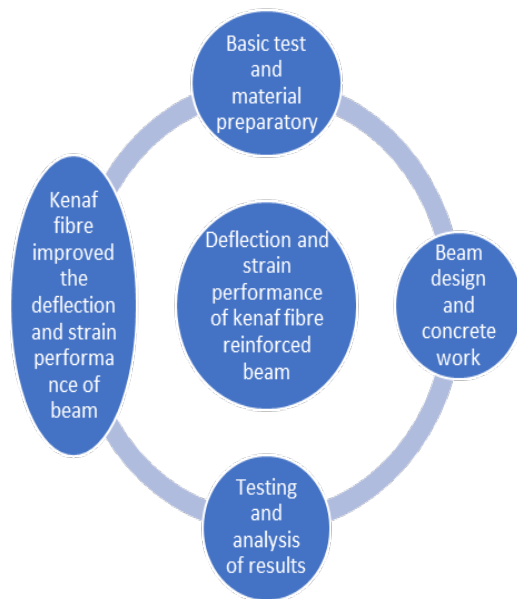 Basic test
and
material
preparatory
Kenaf
fibre
improved
the
deflection
and strain
performa
nce of
beam
Deflection and
strain
performance
of kenaf fibre
reinforced
beam
Beam
design
and
concrete
work
Testing
and
analysis
of results